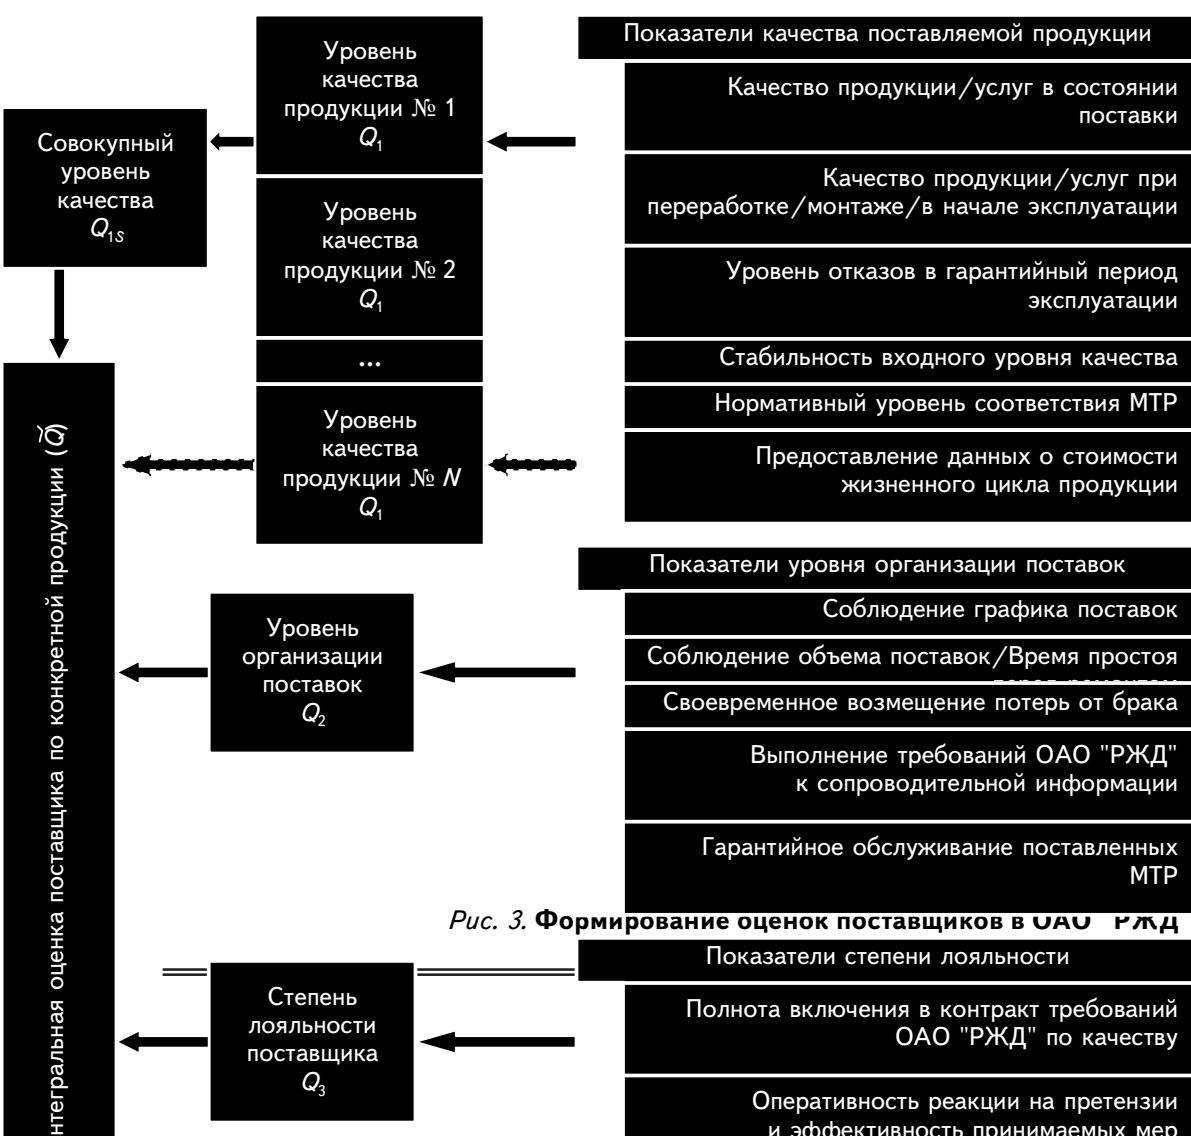 Совокупный
уровень
качества
Q1S
Уровень
качества
продукции № 1
Q1
Уровень
качества
продукции № 2
Q1
...
Уровень
качества
продукции № N
Q1
Показатели качества поставляемой продукции
Качество продукции/услуг в состоянии
поставки
Качество продукции/услуг при
переработке/монтаже/в начале эксплуатации
Уровень отказов в гарантийный период
эксплуатации
Стабильность входного уровня качества
Нормативный уровень соответствия МТР
Предоставление данных о стоимости
жизненного цикла продукции
оценка поставщика по конкретной продукции (Q̆)
Уровень
организации
поставок
Q2
Показатели уровня организации поставок
Соблюдение графика поставок
Соблюдение объема поставок/Время простоя
Своевременное возмещение потерь от брака
Выполнение требований ОАО "РЖД"
к сопроводительной информации
Гарантийное обслуживание поставленных
МТР
Рис. 3. Формирование оценок поставщиков в ОАО РЖД
Степень
лояльности
поставщика
Q3
Показатели степени лояльности
Полнота включения в контракт требований
ОАО "РЖД" по качеству
Оперативность реакции на претензии
и эффективность принимаемых мер